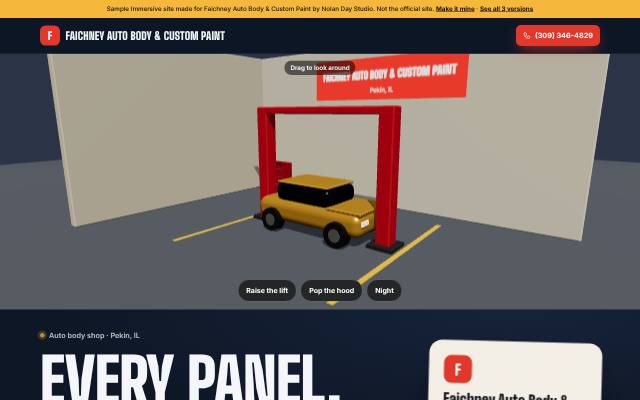 Sample Immersive site made for Faichney Auto Body & Custom Paint by Nolan Day Studio. Not the official site. Make it mine · See all 3 versions
F FAICHNEY AUTO BODY & CUSTOM PAINT
(309) 346-4829
Drag to look around
FAICHNEY AUTO BODY & CUSTOM PAINT
Pekin, IL
Raise the lift
Pop the hood
Night
Auto body shop · Pekin, IL
EVERY PANEL.
F
Faichney Auto Body &